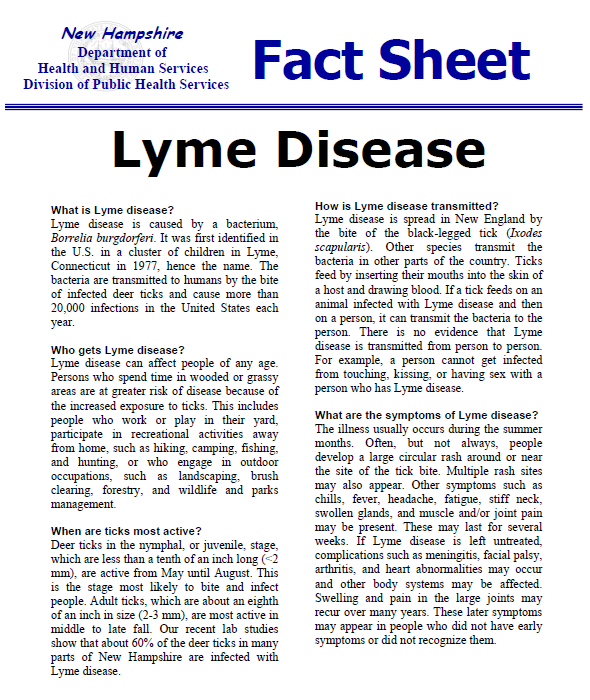 New Hampshire
Department of
Health and Human Services
Division of Public Health Services
Fact Sheet
Lyme Disease
What is Lyme disease?
Lyme disease is caused by a bacterium,
Borrelia burgdorferi. It was first identified in
the U.S. in a cluster of children in Lyme,
Connecticut in 1977, hence the name. The
bacteria are transmitted to humans by the bite
of infected deer ticks and cause more than
20,000 infections in the United States each
year.
Who gets Lyme disease?
Lyme disease can affect people of any age.
Persons who spend time in wooded or grassy
areas are at greater risk of disease because of
the increased exposure to ticks. This includes
people who work or play in their yard,
participate in recreational activities away
from home, such as hiking, camping, fishing,
and hunting, or who engage in outdoor
occupations, such as landscaping, brush
clearing, forestry, and wildlife and parks
management.
When are ticks most active?
Deer ticks in the nymphal, or juvenile, stage,
which are less than a tenth of an inch long (<2
mm), are active from May until August. This
is the stage most likely to bite and infect
people. Adult ticks, which are about an eighth
of an inch in size (2-3 mm), are most active in
middle to late fall. Our recent lab studies
show that about 60% of the deer ticks in many
parts of New Hampshire are infected with
Lyme disease.
How is Lyme disease transmitted?
Lyme disease is spread in New England by
the bite of the black-legged tick (Ixodes
scapularis). Other species transmit the
bacteria in other parts of the country. Ticks
feed by inserting their mouths into the skin of
a host and drawing blood. If a tick feeds on an
animal infected with Lyme disease and then
on a person, it can transmit the bacteria to the
person. There is no evidence that Lyme
disease is transmitted from person to person.
For example, a person cannot get infected
from touching, kissing, or having sex with a
person who has Lyme disease.
What are the symptoms of Lyme disease?
The illness usually occurs during the summer
months. Often, but not always, people
develop a large circular rash around or near
the site of the tick bite. Multiple rash sites
may also appear. Other symptoms such as
chills, fever, headache, fatigue, stiff neck,
swollen glands, and muscle and/or joint pain
may be present. These may last for several
weeks. If Lyme disease is left untreated,
complications such as meningitis, facial palsy,
arthritis, and heart abnormalities may occur
and other body systems may be affected.
Swelling and pain in the large joints may
recur over many years. These later symptoms
may appear in people who did not have early
symptoms or did not recognize them.